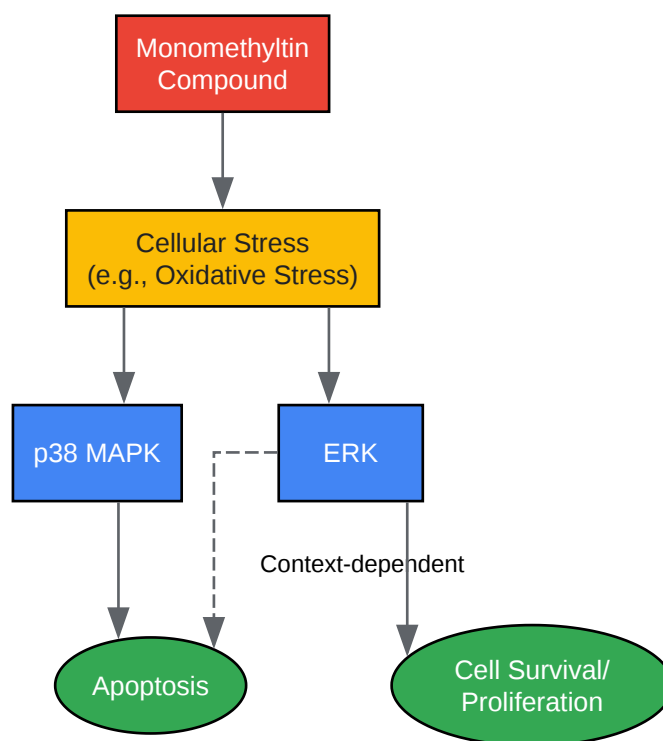 Monomethyltin
Compound
Cellular Stress
(e.g., Oxidative Stress)
p38 MAPK
ERK
Context-dependent
Apoptosis
Cell Survival/
Proliferation